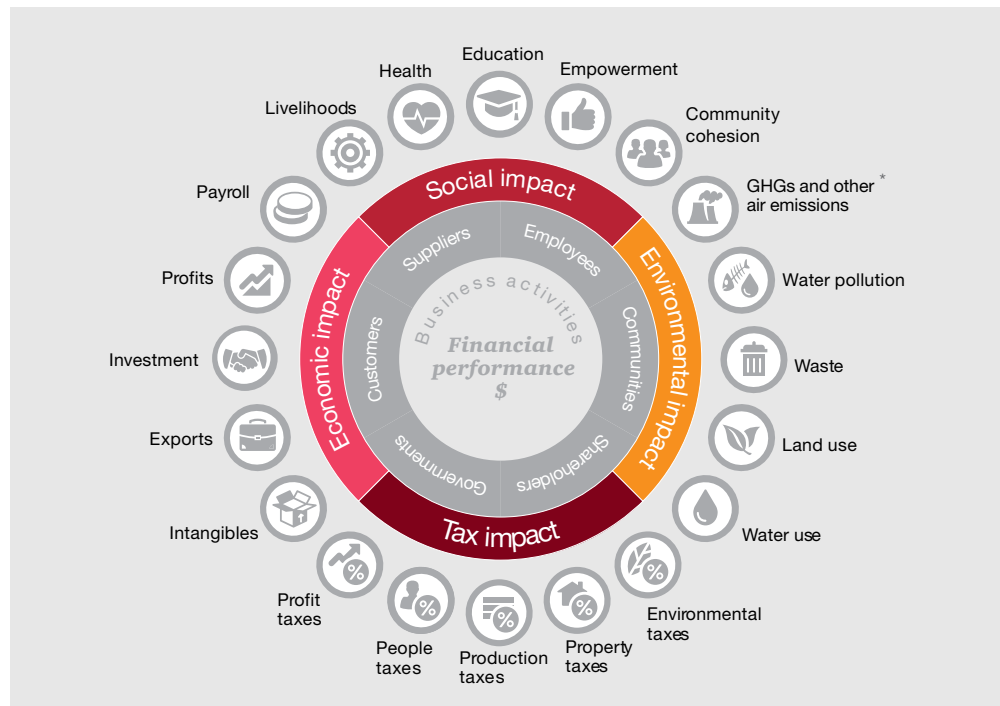 Education
Health
Empowerment
Livelihoods
Community
cohesion
Payroll
GHGs and other *
air emissions
Profits
Water pollution
Investment
Waste
Exports
Land use
Intangibles
Water use
Profit
taxes
People
taxes
Production
taxes
Property
taxes
Environmental
taxes
Social impact
Environmental impact
Tax impact
Economic impact
Suppliers
Employees
Communities
Shareholders
Governments
Customers
Business activities
Financial
performance
$
%
%
%
%
%